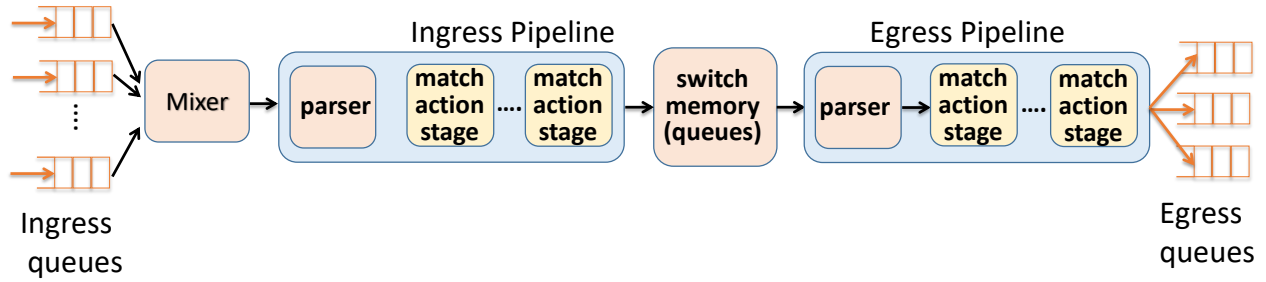 Ingress Pipeline
Egress Pipeline
Mixer
parser
match
action
stage
....
match
action
stage
switch
memory
(queues)
parser
match
action
stage
....
match
action
stage
Ingress
queues
Egress
queues